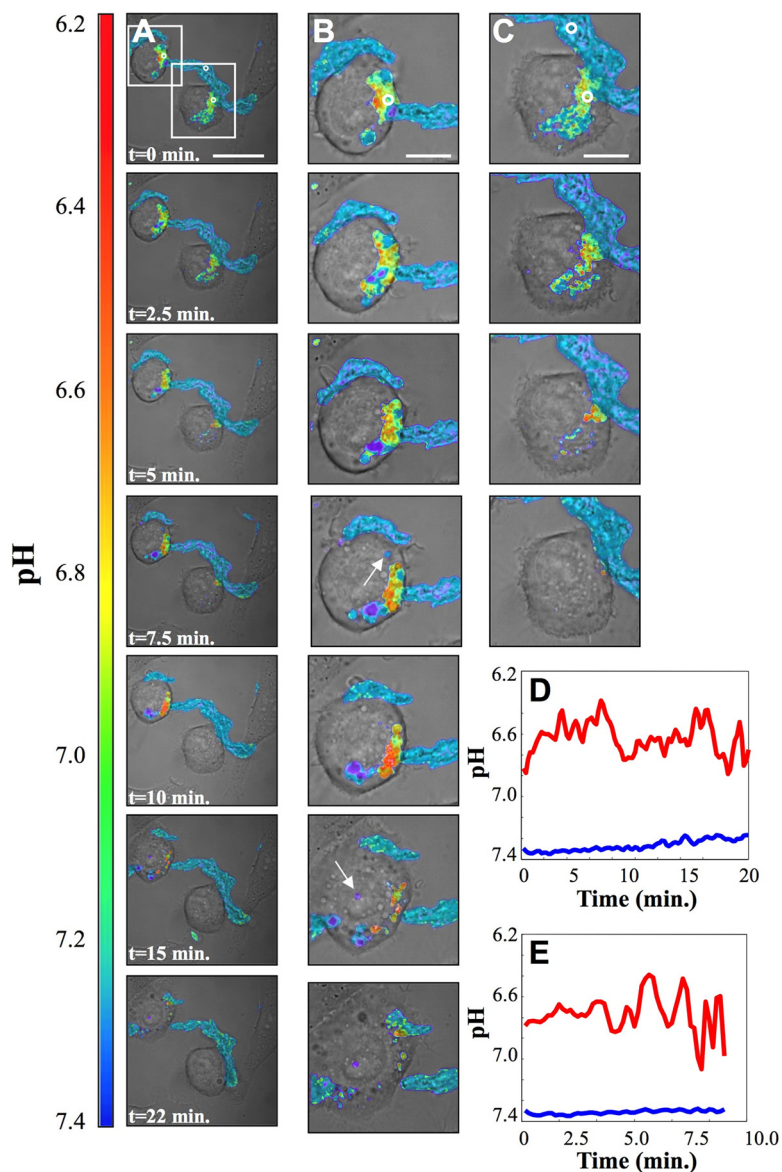 6.2
6.4
6.6
6.8
7.0
7.2
7.4
pH
A
t=0 min.
t=2.5 min.
t=5 min.
t=7.5 min.
t=10 min.
t=15 min.
t=22 min.
B
C
D
6.2
6.6
7.0
7.4
pH
0 5 10 15 20
Time (min.)
E
6.2
6.6
7.0
7.4
pH
0 2.5 5.0 7.5 10.0
Time (min.)